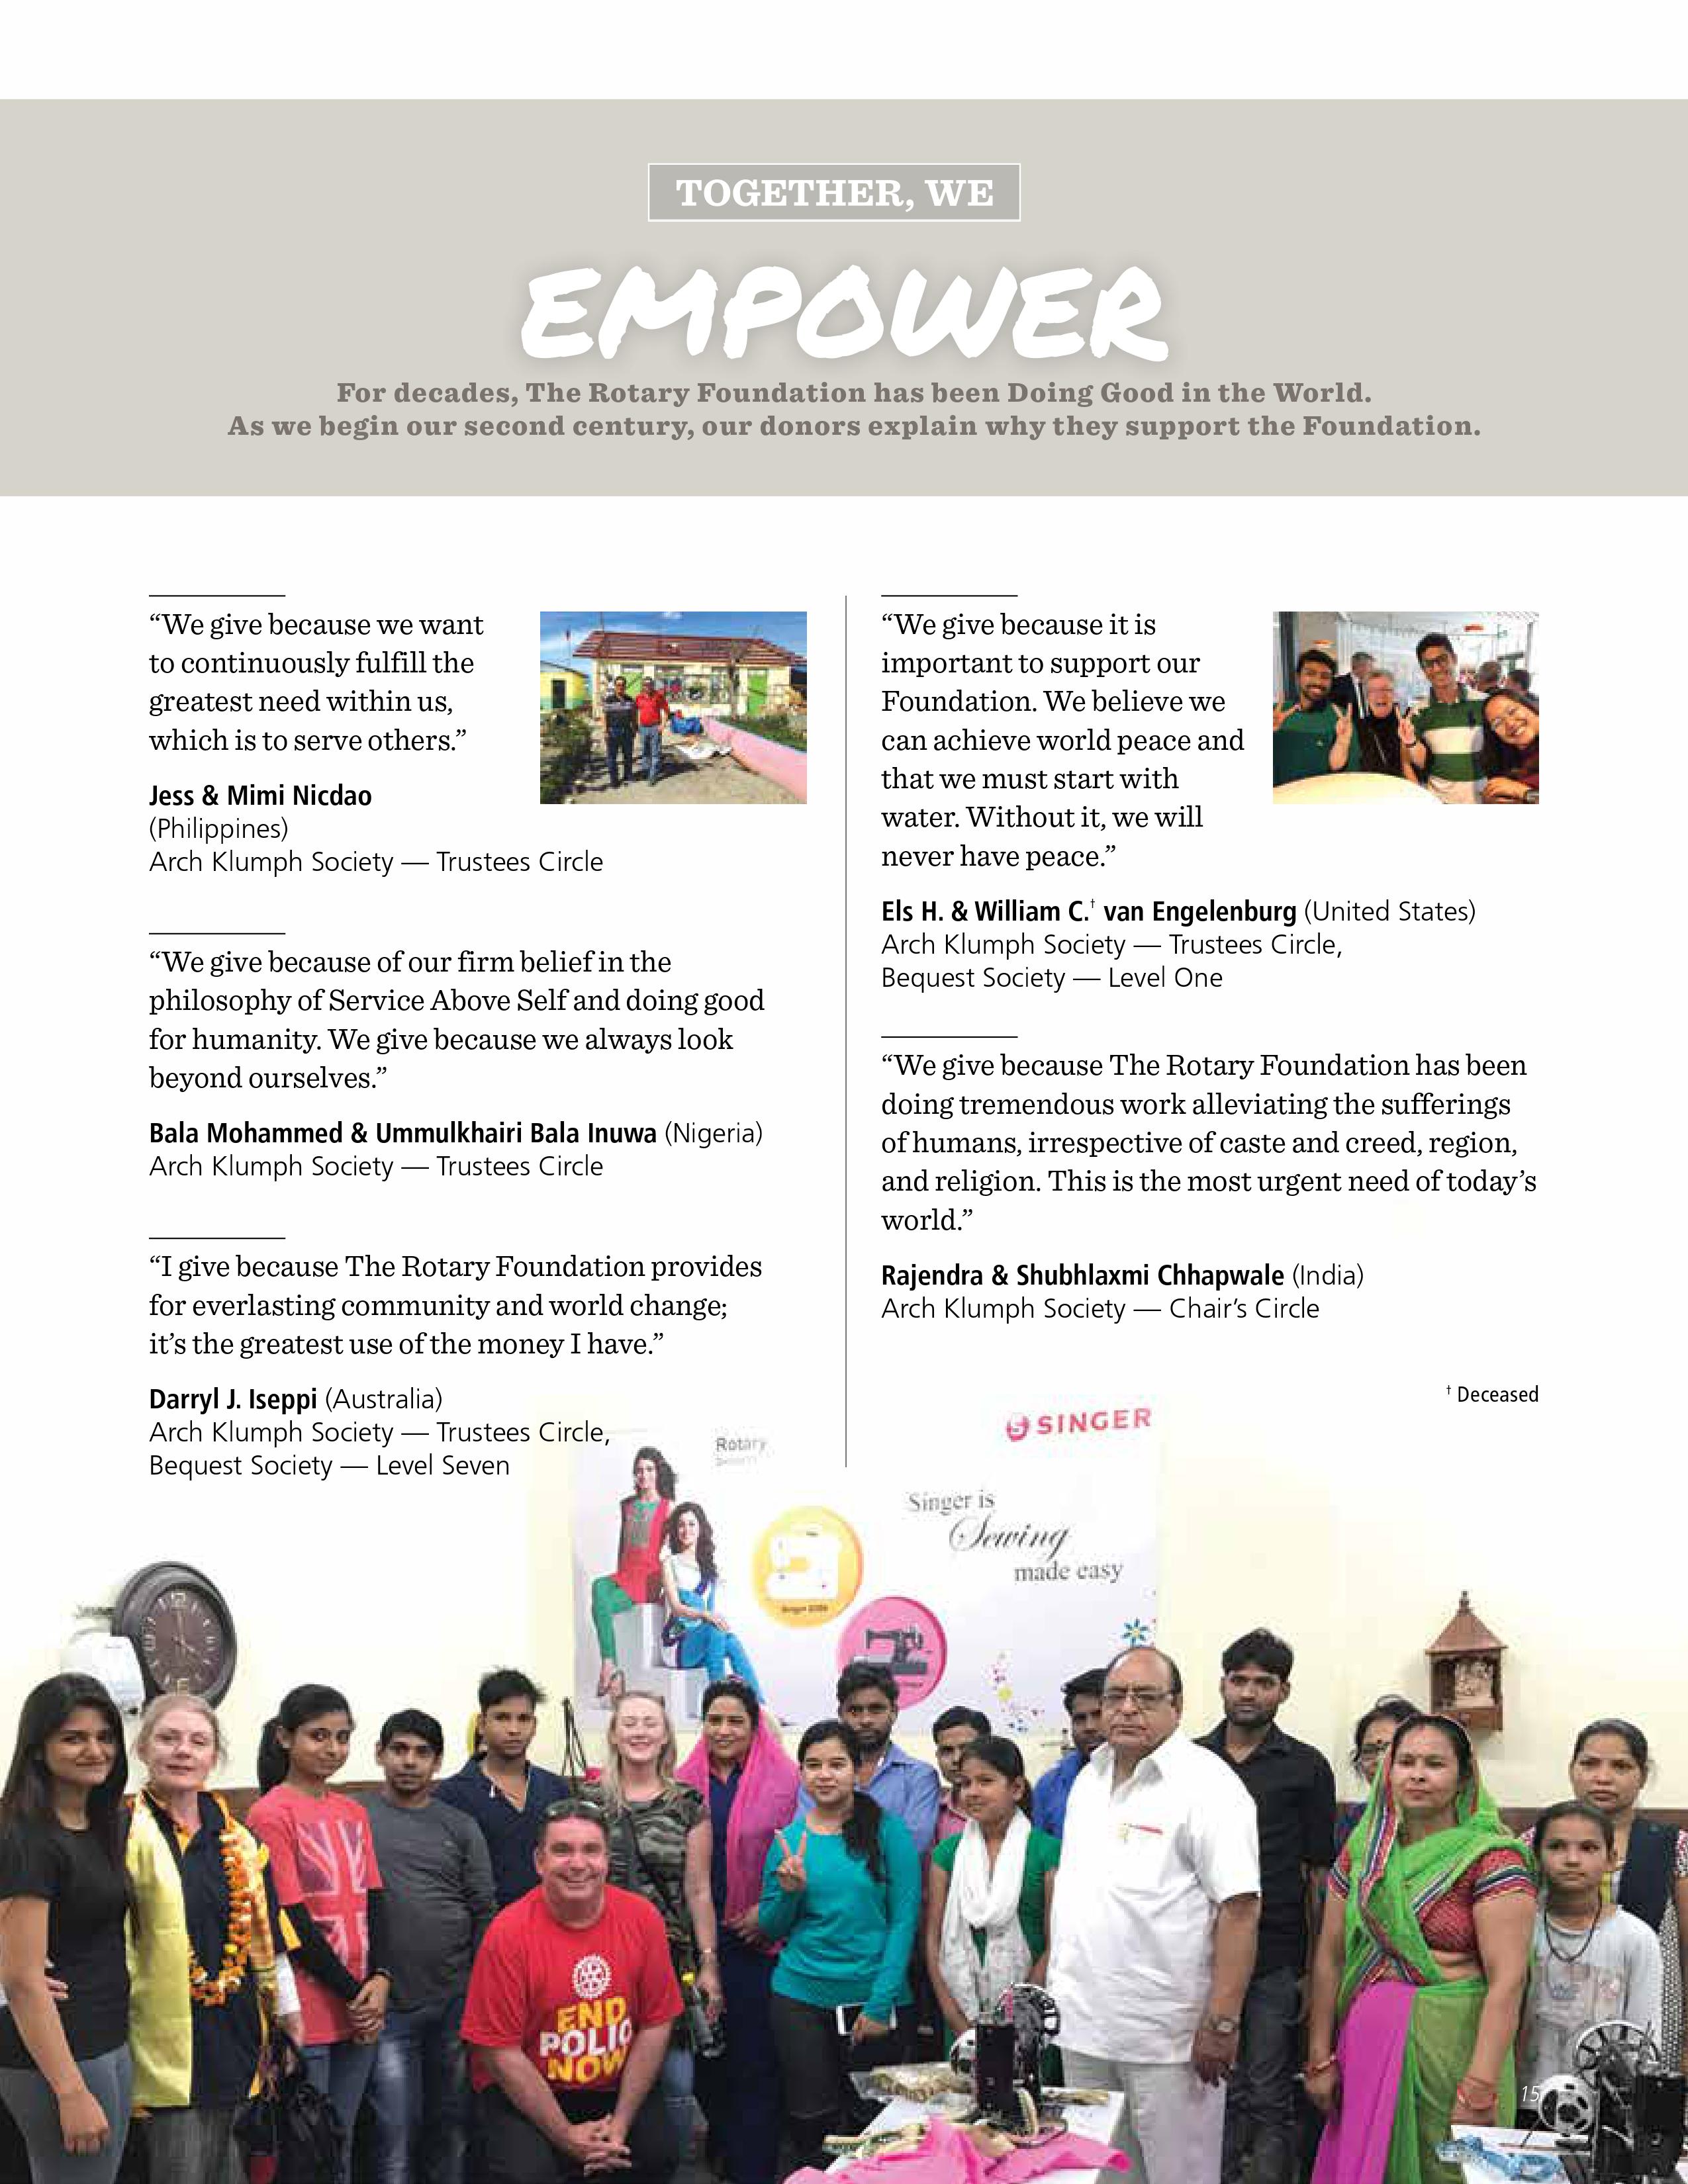 TOGETHER, WE
EMPOWER
For decades, The Rotary Foundation has been Doing Good in the World.
As we begin our second century, our donors explain why they support the Foundation.
“We give because we want
to continuously fulfill the
greatest need within us,
which is to serve others.”
Jess & Mimi Nicdao
(Philippines)
Arch Klumph Society — Trustees Circle
“We give because of our firm belief in the
philosophy of Service Above Self and doing good
for humanity. We give because we always look
beyond ourselves.”
Bala Mohammed & Ummulkhairi Bala Inuwa (Nigeria)
Arch Klumph Society — Trustees Circle
“I give because The Rotary Foundation provides
for everlasting community and world change;
it’s the greatest use of the money I have.”
Darryl J. Iseppi (Australia)
Arch Klumph Society — Trustees Circle,
Bequest Society — Level Seven
“We give because it is
important to support our
Foundation. We believe we
can achieve world peace and
that we must start with
water. Without it, we will
never have peace.”
Els H. & William C.† van Engelenburg (United States)
Arch Klumph Society — Trustees Circle,
Bequest Society — Level One
“We give because The Rotary Foundation has been
doing tremendous work alleviating the sufferings
of humans, irrespective of caste and creed, region,
and religion. This is the most urgent need of today’s
world.”
Rajendra & Shubhlaxmi Chhapwale (India)
Arch Klumph Society — Chair’s Circle
† Deceased
Rotary
SINGER
Singer is
Sewing
made easy
END
POLIO
NOW
15